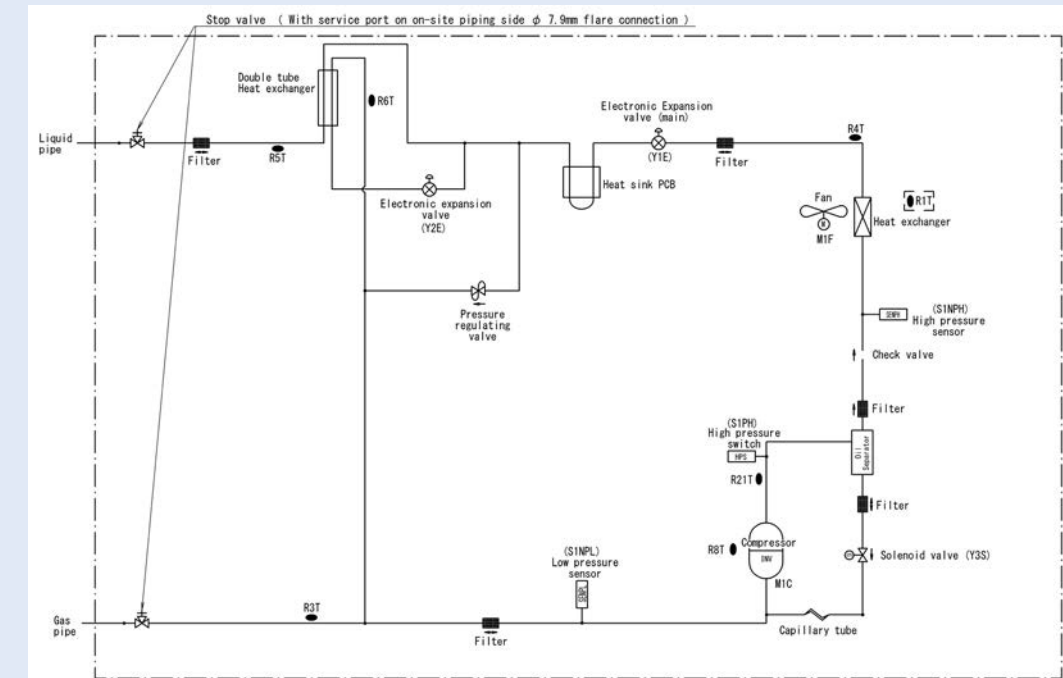 Stop valve ( With service port on on-site piping side φ 7.9mm flare connection )
Double tube
Heat exchanger
R6T
Electronic Expansion
valve (main)
R4T
Liquid
pipe
Filter
R5T
(Y1E)
Filter
Heat sink PCB
Electronic expansion
valve
(Y2E)
Fan
M
M1F
R1T
Heat exchanger
Pressure
regulating
valve
SENPH
(S1NPH)
High pressure
sensor
Check valve
Filter
(S1PH)
High pressure
switch
HPS
Oil
Separator
R21T
Filter
Compressor
INV
R8T
M1C
Solenoid valve (Y3S)
(S1NPL)
Low pressure
sensor
SENPL
R3T
Gas
pipe
Filter
Capillary tube